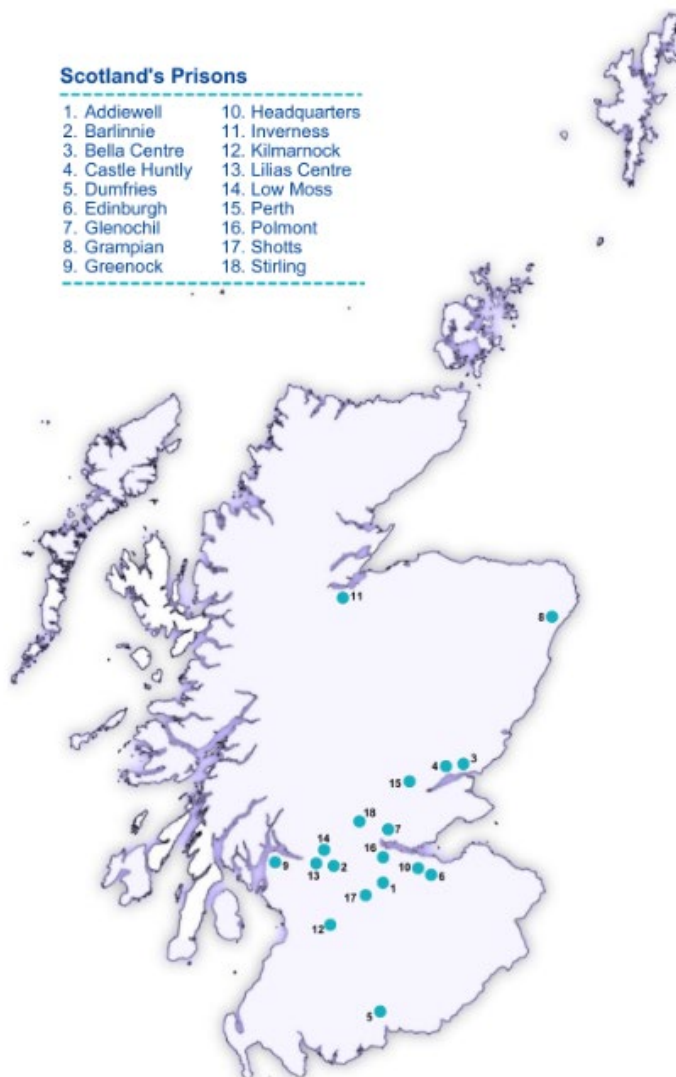 Scotland's Prisons
1. Addiewell
2. Barlinnie
3. Bella Centre
4. Castle Huntly
5. Dumfries
6. Edinburgh
7. Glenochil
8. Grampian
9. Greenock
10. Headquarters
11. Inverness
12. Kilmarnock
13. Lilias Centre
14. Low Moss
15. Perth
16. Polmont
17. Shotts
18. Stirling
11
8
4 3
15
18
7
14
16
9
13 2
10
6
1
17
12
5